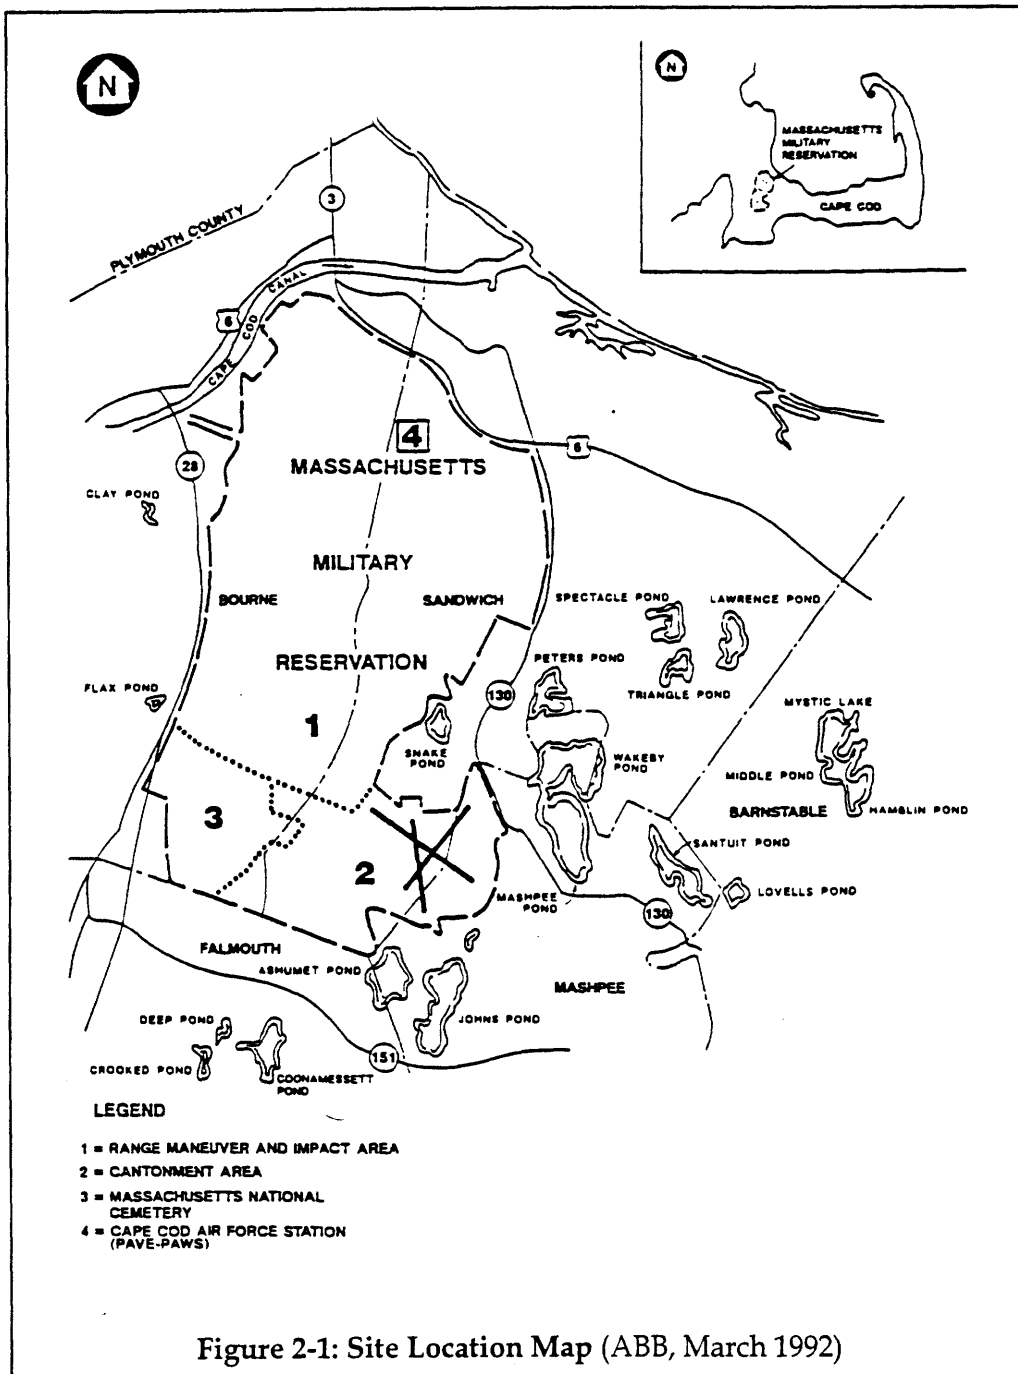 N
N
MASSACHUSETTS
MILITARY
RESERVATION
CAPE COD
3
PLYMOUTH COUNTY
CAPE COD CANAL
6
4
6
MASSACHUSETTS
28
CLAY POND
MILITARY
BOURNE
SANDWICH
SPECTACLE POND
LAWRENCE POND
RESERVATION
PETERS POND
FLAX POND
130
TRIANGLE POND
MYSTIC LAKE
1
SNAKE
POND
WAKEBY
POND
MIDDLE POND
3
BARNSTABLE
HAMBLIN POND
SANTUIT POND
2
MASHPEE
POND
LOVELLS POND
130
FALMOUTH
ASHUMET POND
MASHPEE
DEEP POND
JOHNS POND
CROOKED POND
151
COONAMESSETT
POND
LEGEND
1 = RANGE MANEUVER AND IMPACT AREA
2 = CANTONMENT AREA
3 = MASSACHUSETTS NATIONAL
CEMETERY
4 = CAPE COD AIR FORCE STATION
(PAVE-PAWS)
Figure 2-1: Site Location Map (ABB, March 1992)